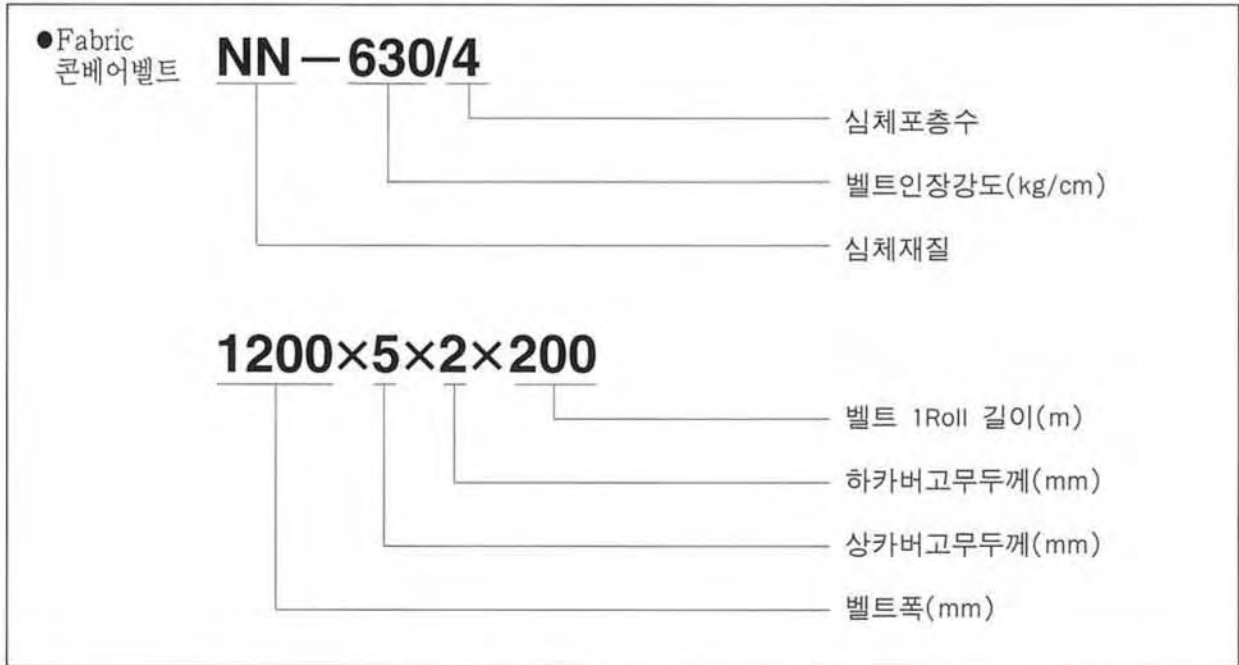 ●Fabric
콘베어벨트
NN－630/4
심체포층수
벨트인장강도(kg/cm)
심체재질
1200×5×2×200
벨트 1Roll 길이(m)
하카버고무두께(mm)
상카버고무두께(mm)
벨트폭(mm)